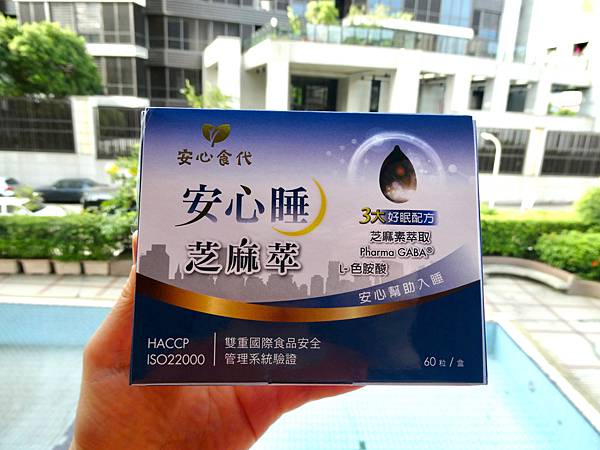 安心食代
安心睡
芝麻萃
3大好眠配方
芝麻素萃取
Pharma GABA®
L-色胺酸
安心幫助入睡
HACCP
ISO22000
雙重國際食品安全
管理系統驗證
60粒/盒